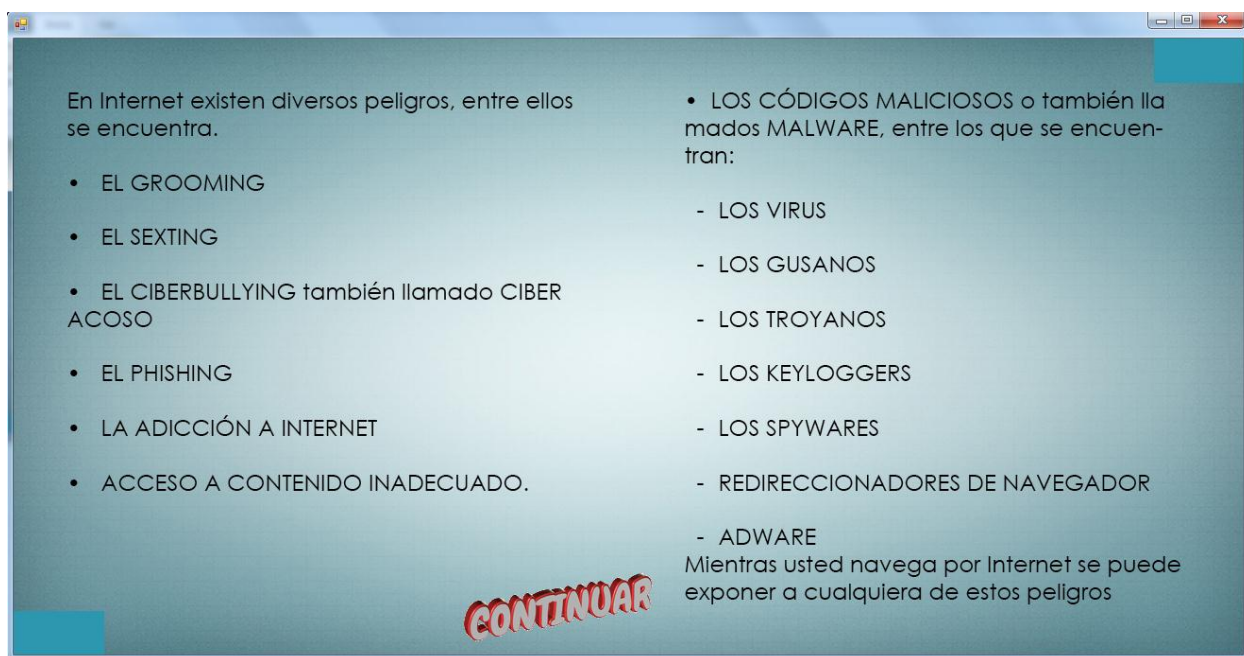 En Internet existen diversos peligros, entre ellos
se encuentra.
• EL GROOMING
• EL SEXTING
• EL CIBERBULLYING también llamado CIBER
ACOSO
• EL PHISHING
• LA ADICCIÓN A INTERNET
• ACCESO A CONTENIDO INADECUADO.
• LOS CÓDIGOS MALICIOSOS o también lla
mados MALWARE, entre los que se encuen-
tran:
- LOS VIRUS
- LOS GUSANOS
- LOS TROYANOS
- LOS KEYLOGGERS
- LOS SPYWARES
- REDIRECCIONADORES DE NAVEGADOR
- ADWARE
Mientras usted navega por Internet se puede
exponer a cualquiera de estos peligros
CONTINUAR